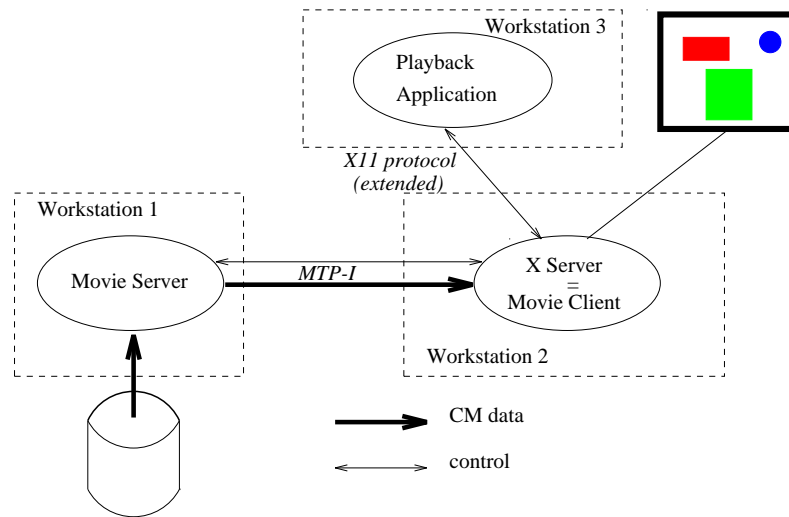 Workstation 3
Playback
Application
X11 protocol
(extended)
Workstation 1
Movie Server
MTP-I
X Server
=
Movie Client
Workstation 2
CM data
control